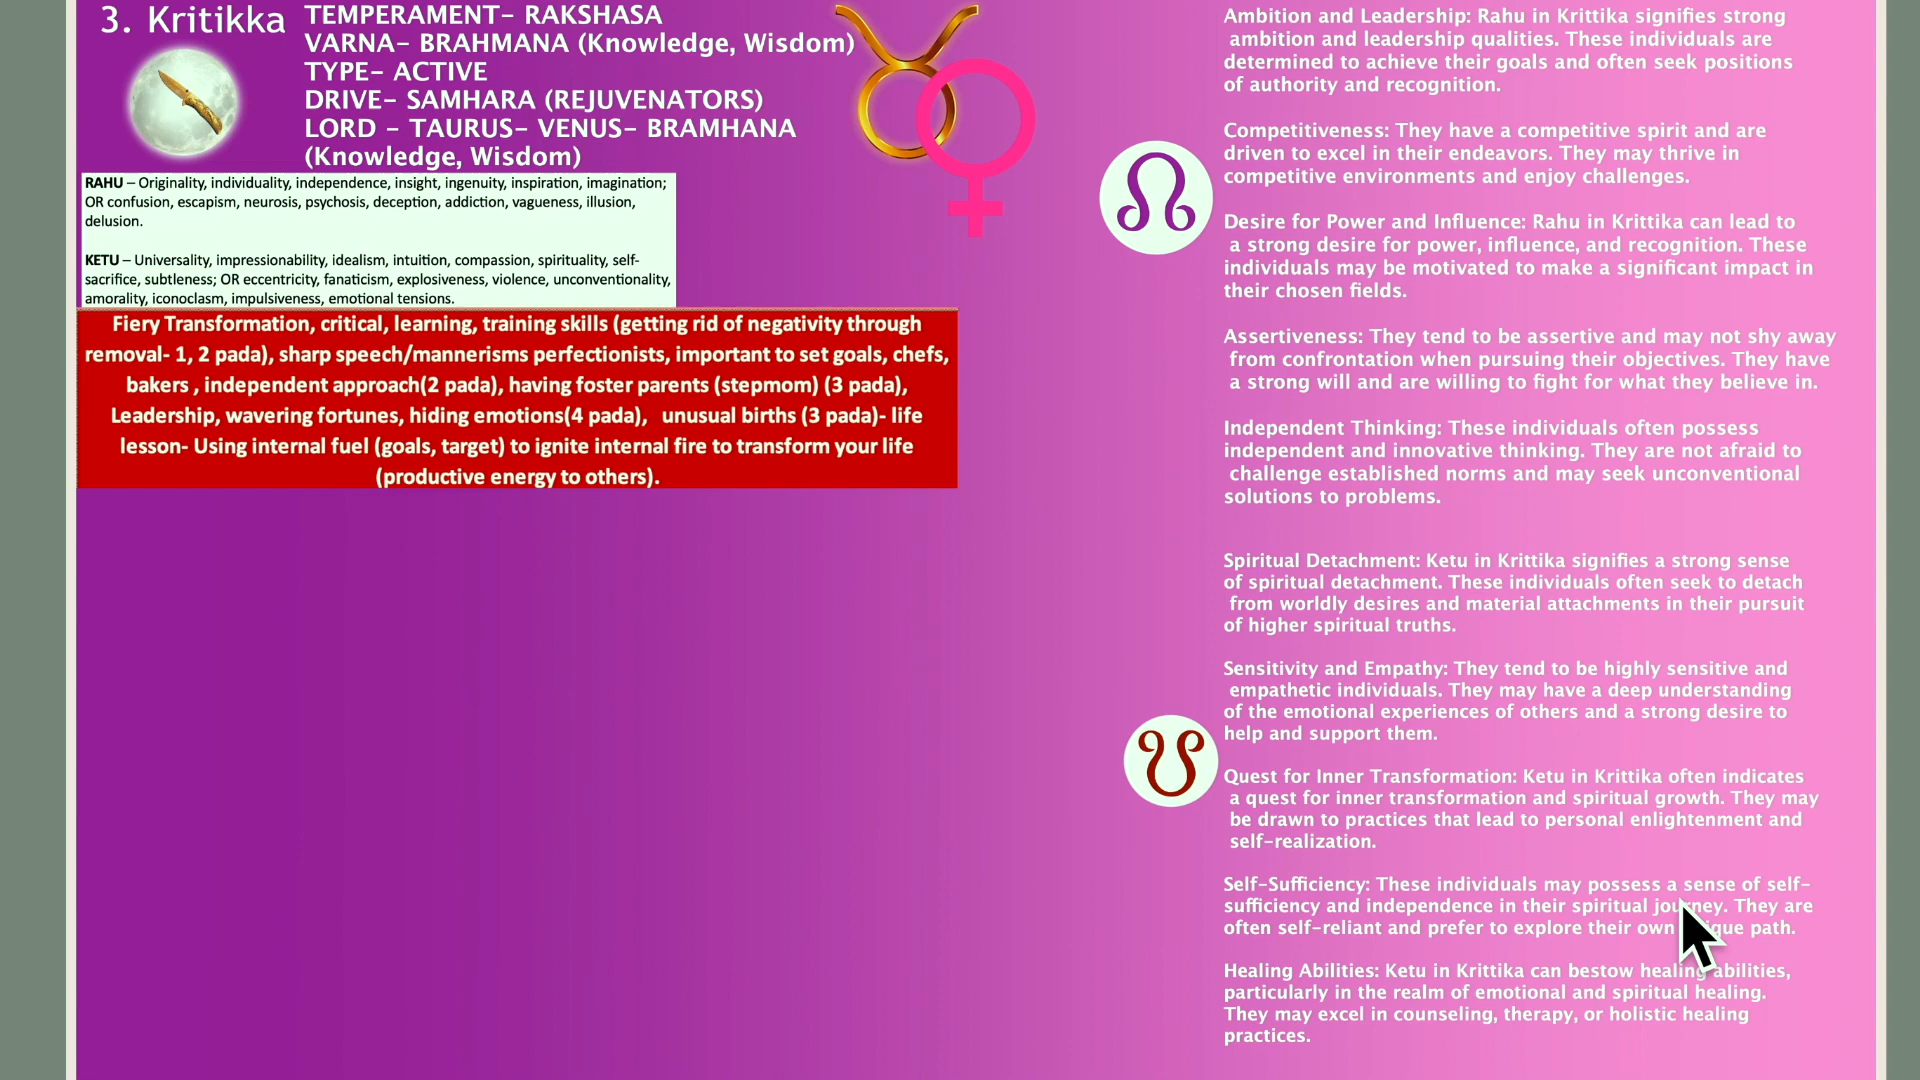 3. Kritikka
TEMPERAMENT- RAKSHASA
VARNA- BRAHMANA (Knowledge, Wisdom)
TYPE- ACTIVE
DRIVE- SAMHARA (REJUVENATORS)
LORD - TAURUS- VENUS- BRAMHANA
(Knowledge, Wisdom)
RAHU – Originality, individuality, independence, insight, ingenuity, inspiration, imagination;
OR confusion, escapism, neurosis, psychosis, deception, addiction, vagueness, illusion,
delusion.
KETU – Universality, impressionability, idealism, intuition, compassion, spirituality, self-
sacrifice, subtleness; OR eccentricity, fanaticism, explosiveness, violence, unconventionality,
amorality, iconoclasm, impulsiveness, emotional tensions.
Fiery Transformation, critical, learning, training skills (getting rid of negativity through
removal- 1, 2 pada), sharp speech/mannerisms perfectionists, important to set goals, chefs,
bakers , independent approach(2 pada), having foster parents (stepmom) (3 pada),
Leadership, wavering fortunes, hiding emotions(4 pada), unusual births (3 pada)- life
lesson- Using internal fuel (goals, target) to ignite internal fire to transform your life
(productive energy to others).
Ambition and Leadership: Rahu in Krittika signifies strong
ambition and leadership qualities. These individuals are
determined to achieve their goals and often seek positions
of authority and recognition.
Competitiveness: They have a competitive spirit and are
driven to excel in their endeavors. They may thrive in
competitive environments and enjoy challenges.
Desire for Power and Influence: Rahu in Krittika can lead to
a strong desire for power, influence, and recognition. These
individuals may be motivated to make a significant impact in
their chosen fields.
Assertiveness: They tend to be assertive and may not shy away
from confrontation when pursuing their objectives. They have
a strong will and are willing to fight for what they believe in.
Independent Thinking: These individuals often possess
independent and innovative thinking. They are not afraid to
challenge established norms and may seek unconventional
solutions to problems.
Spiritual Detachment: Ketu in Krittika signifies a strong sense
of spiritual detachment. These individuals often seek to detach
from worldly desires and material attachments in their pursuit
of higher spiritual truths.
Sensitivity and Empathy: They tend to be highly sensitive and
empathetic individuals. They may have a deep understanding
of the emotional experiences of others and a strong desire to
help and support them.
Quest for Inner Transformation: Ketu in Krittika often indicates
a quest for inner transformation and spiritual growth. They may
be drawn to practices that lead to personal enlightenment and
self-realization.
Self-Sufficiency: These individuals may possess a sense of self-
sufficiency and independence in their spiritual journey. They are
often self-reliant and prefer to explore their own path.
Healing Abilities: Ketu in Krittika can bestow healing abilities,
particularly in the realm of emotional and spiritual healing.
They may excel in counseling, therapy, or holistic healing
practices.